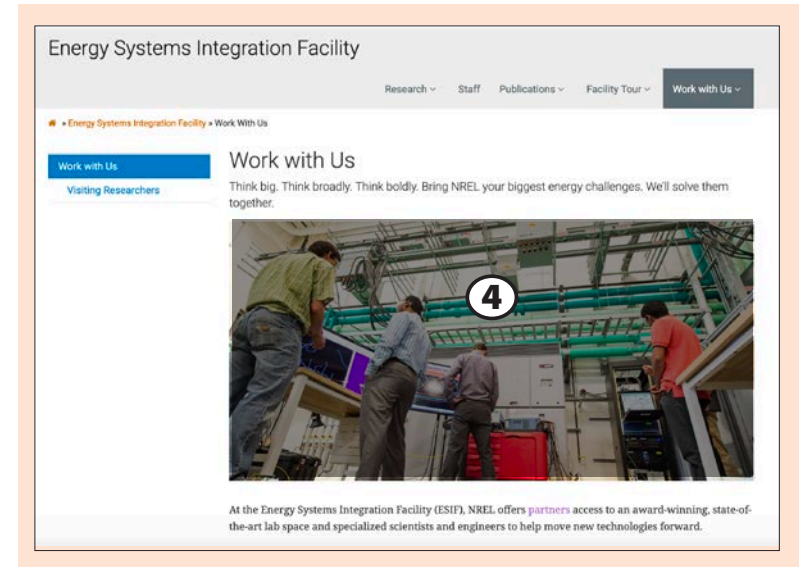 Energy Systems Integration Facility
Research Staff Publications Facility Tour Work with Us
» Energy Systems Integration Facility » Work With Us
Work with Us
Visiting Researchers
Work with Us
Think big. Think broadly. Think boldly. Bring NREL your biggest energy challenges. We'll solve them
together.
4
At the Energy Systems Integration Facility (ESIF), NREL offers partners access to an award-winning, state-of-
the-art lab space and specialized scientists and engineers to help move new technologies forward.